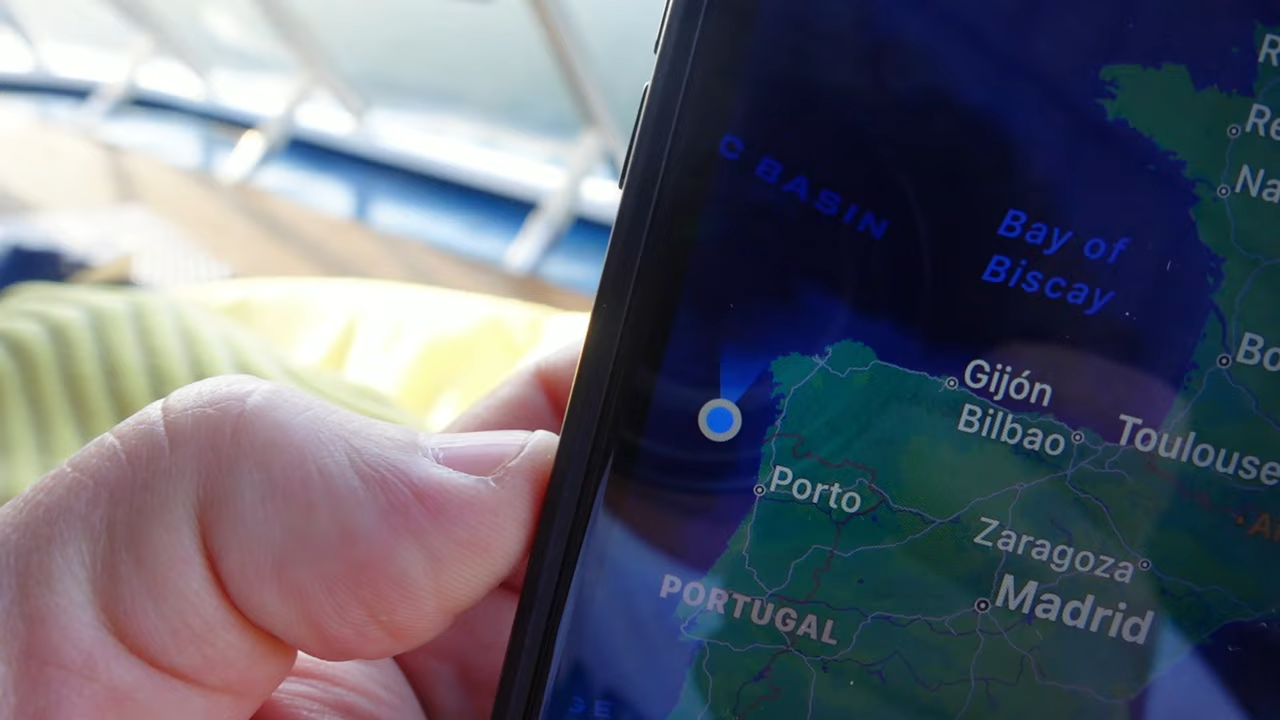 C BASIN
Bay of
Biscay
Gijón
Bilbao
Toulouse
Porto
Zaragoza
Madrid
PORTUGAL